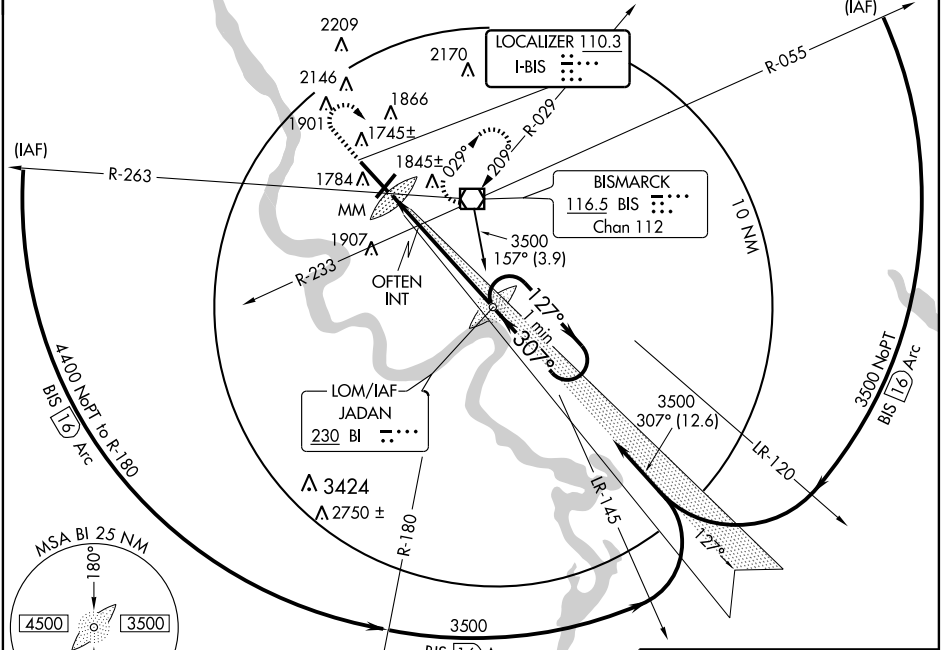 (IAF)
2209
2170
LOCALIZER 110.3
I-BIS
R-055
2146
1866
1901
1745±
R-029
(IAF)
R-263
1845±
029°
209°
1784
BISMARCK
116.5 BIS
Chan 112
MM
10 NM
3500
157° (3.9)
1907
R-233
OFTEN
INT
127°
1 min
307°
4400 NoPT to R-180
BIS 16 Arc
3500 NoPT
BIS 16 Arc
LOM/IAF
JADAN
230 BI
3500
307° (12.6)
LR-120
3424
2750 ±
LR-145
R-180
127°
MSA BI 25 NM
180°
4500
3500
3500